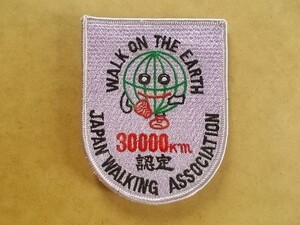 WALK ON THE EARTH
30000Km
認定
JAPAN WALKING ASSOCIATION